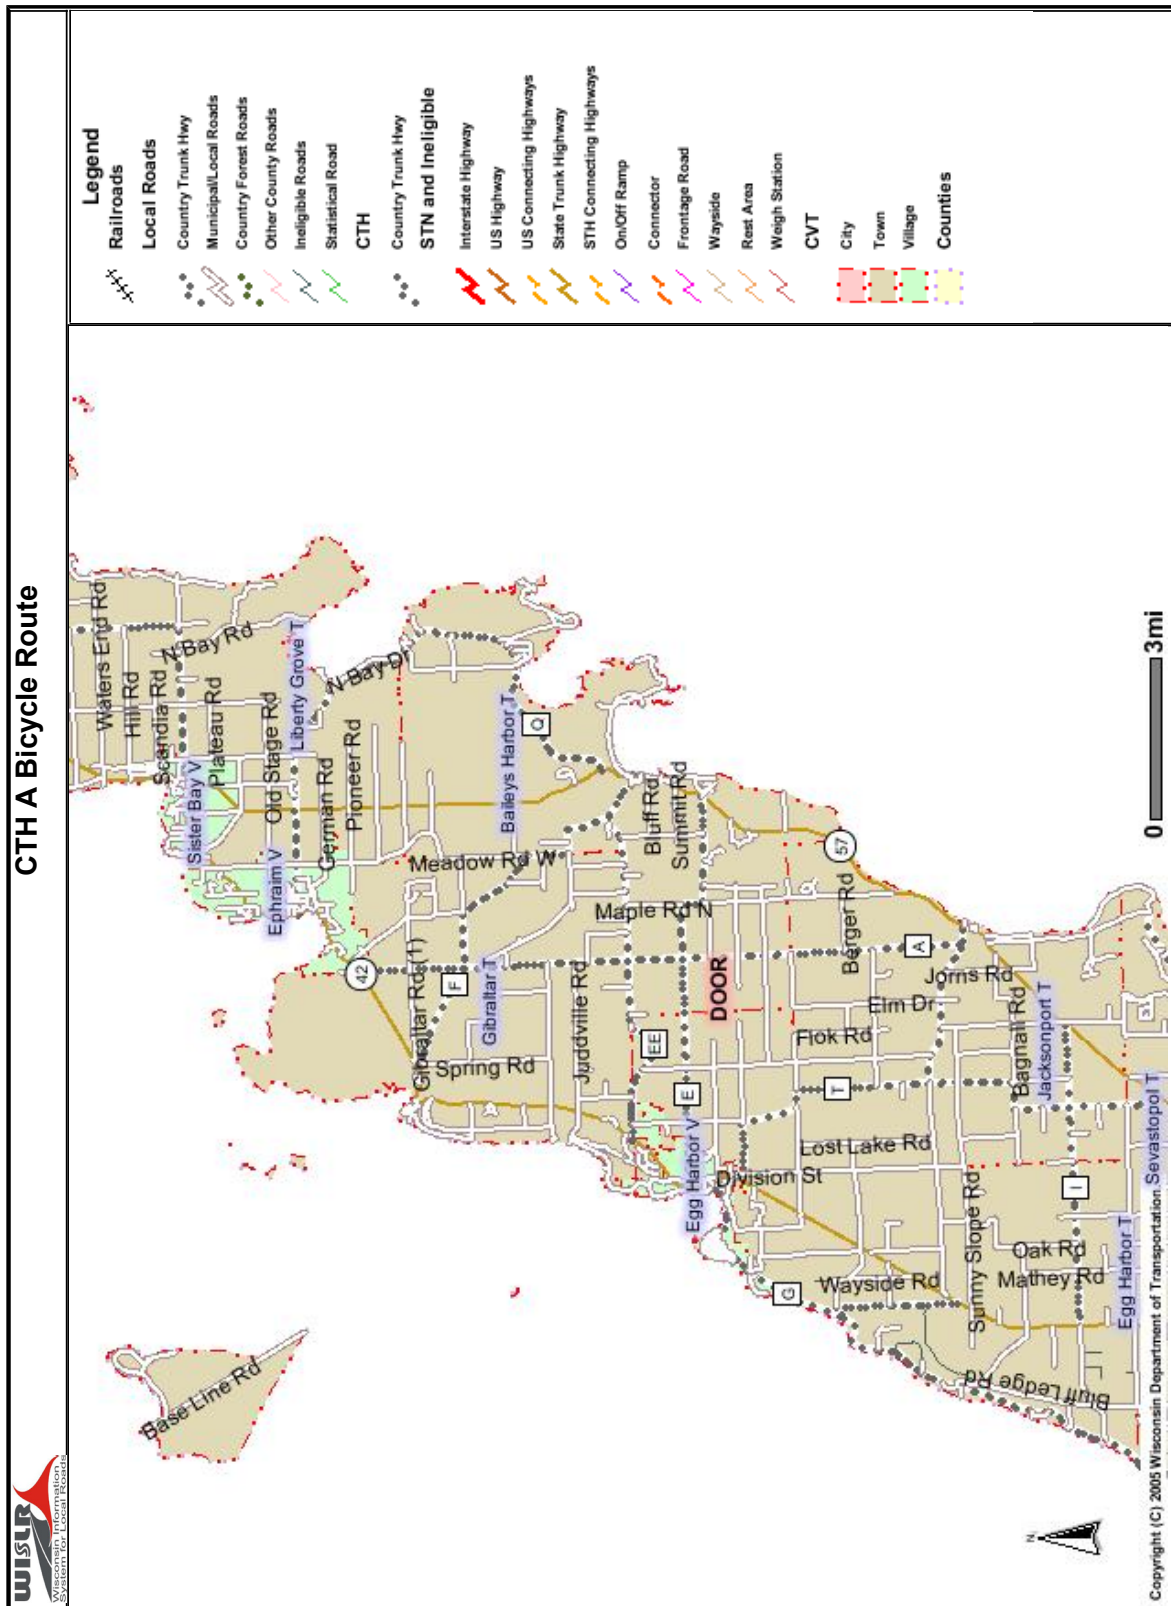 CTH A Bicycle Route
WISLR
Wisconsin Information
System for Local Roads
Legend
Railroads
Local Roads
Country Trunk Hwy
Municipal/Local Roads
Country Forest Roads
Other County Roads
Ineligible Roads
Statistical Road
CTH
Country Trunk Hwy
STN and Ineligible
Interstate Highway
US Highway
US Connecting Highways
State Trunk Highway
STH Connecting Highways
On/Off Ramp
Connector
Frontage Road
Wayside
Rest Area
Weigh Station
CVT
City
Town
Village
Counties
Waters End Rd
Hill Rd
Scandia Rd
N Bay Rd
Sister Bay V
Plateau Rd
Old Stage Rd
Liberty Grove T
Ephraim V
German Rd
Pioneer Rd
N Bay Dr
42
Gibraltar Rd (1)
Meadow Rd W
F
Gibraltar T
Baileys Harbor T
Q
Spring Rd
Juddville Rd
Maple Rd N
Bluff Rd
Summit Rd
EE
E
DOOR
Egg Harbor V
Division St
Base Line Rd
G
Wayside Rd
Lost Lake Rd
T
Flok Rd
Elm Dr
Berger Rd
57
A
Jorns Rd
Sunny Slope Rd
Bagnall Rd
Jacksonport T
Oak Rd
Mathey Rd
I
Bluff Ledge Rd
Egg Harbor T
Sevastopol T
N
0
3mi
Copyright (C) 2005 Wisconsin Department of Transportation